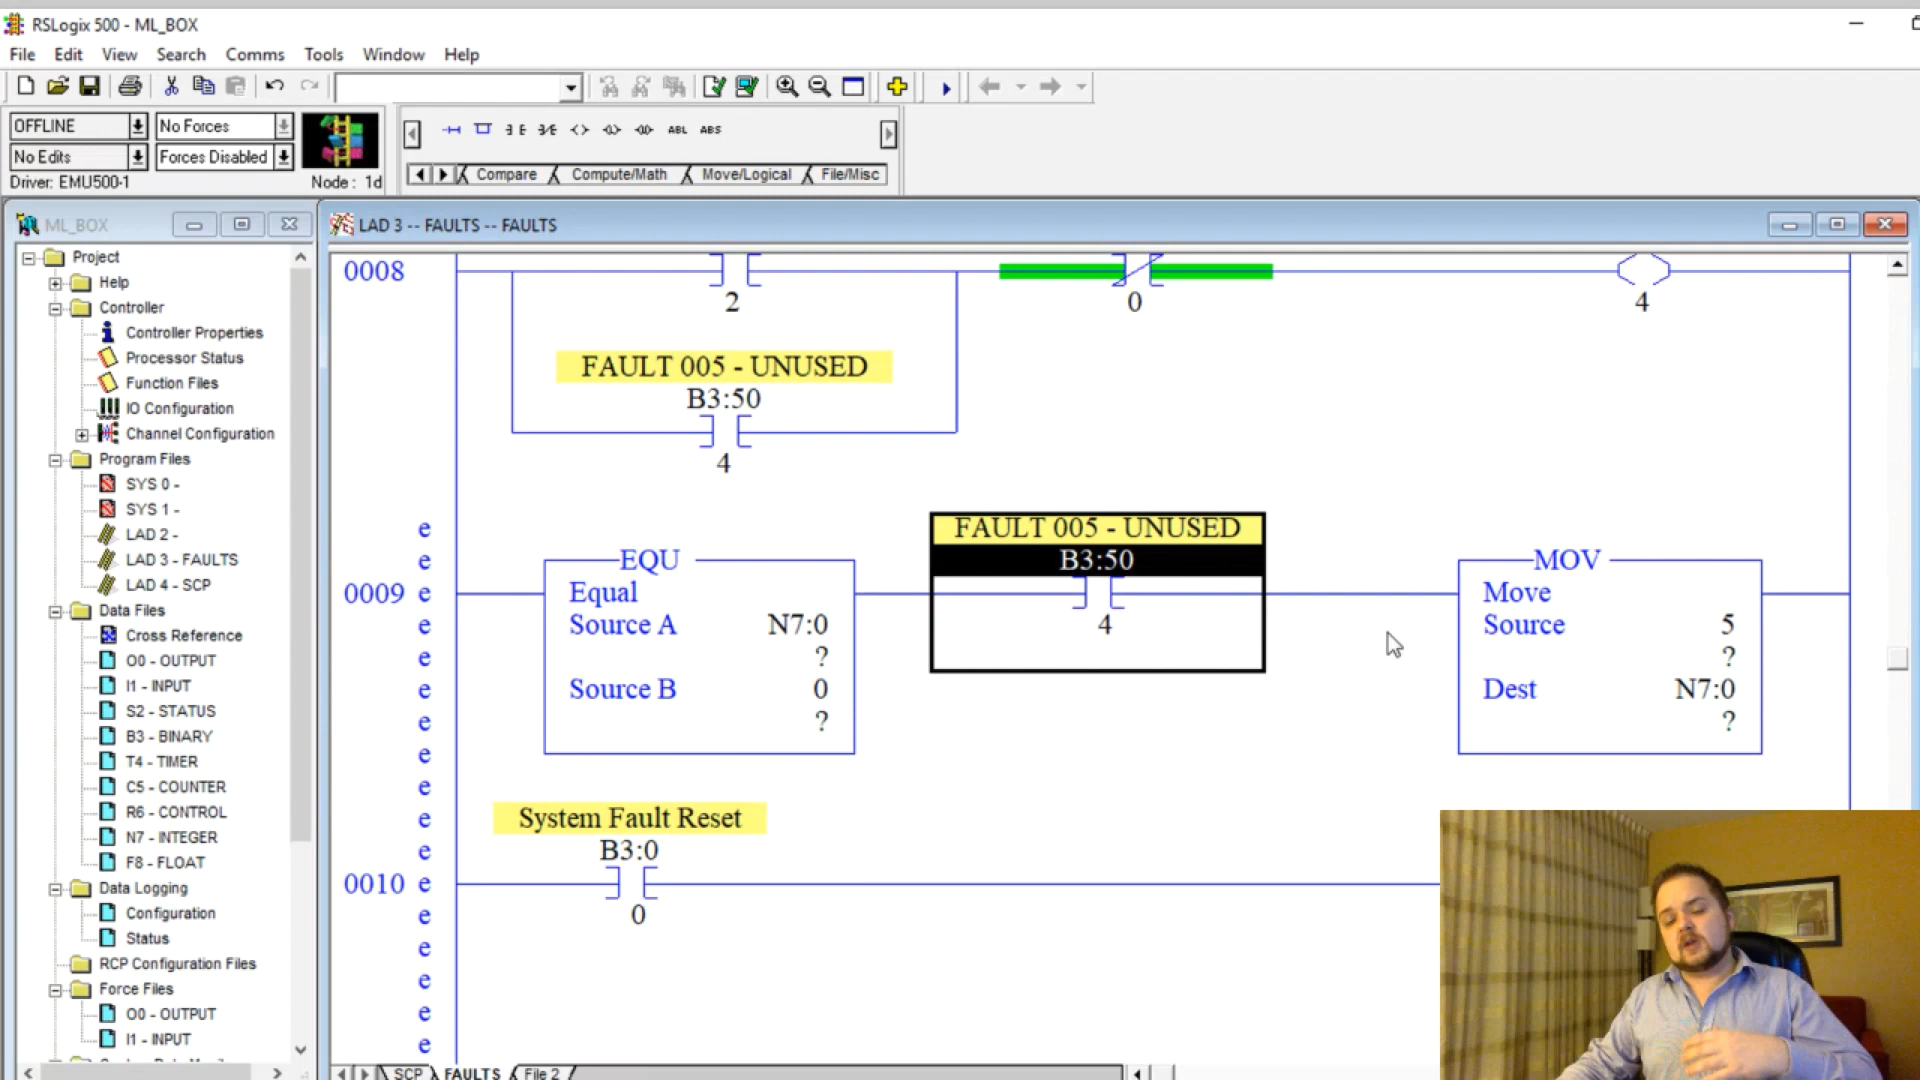 RSLogix 500 - ML_BOX
File Edit View Search Comms Tools Window Help
OFFLINE No Forces
No Edits Forces Disabled
Driver: EMU500-1 Node : 1d
ABL ABS
Compare Compute/Math Move/Logical File/Misc
ML_BOX
Project
Help
Controller
Controller Properties
Processor Status
Function Files
IO Configuration
Channel Configuration
Program Files
SYS 0 -
SYS 1 -
LAD 2 -
LAD 3 - FAULTS
LAD 4 - SCP
Data Files
Cross Reference
O0 - OUTPUT
I1 - INPUT
S2 - STATUS
B3 - BINARY
T4 - TIMER
C5 - COUNTER
R6 - CONTROL
N7 - INTEGER
F8 - FLOAT
Data Logging
Configuration
Status
RCP Configuration Files
Force Files
O0 - OUTPUT
I1 - INPUT
LAD 3 -- FAULTS -- FAULTS
0008
2 0 4
FAULT 005 - UNUSED
B3:50
4
e
e
0009 e
e
e
e
e
e
e
e
e
0010 e
e
e
e
e
e
EQU
Equal
Source A N7:0
?
Source B 0
?
FAULT 005 - UNUSED
B3:50
4
MOV
Move
Source 5
?
Dest N7:0
?
System Fault Reset
B3:0
0
SCP FAULTS File 2